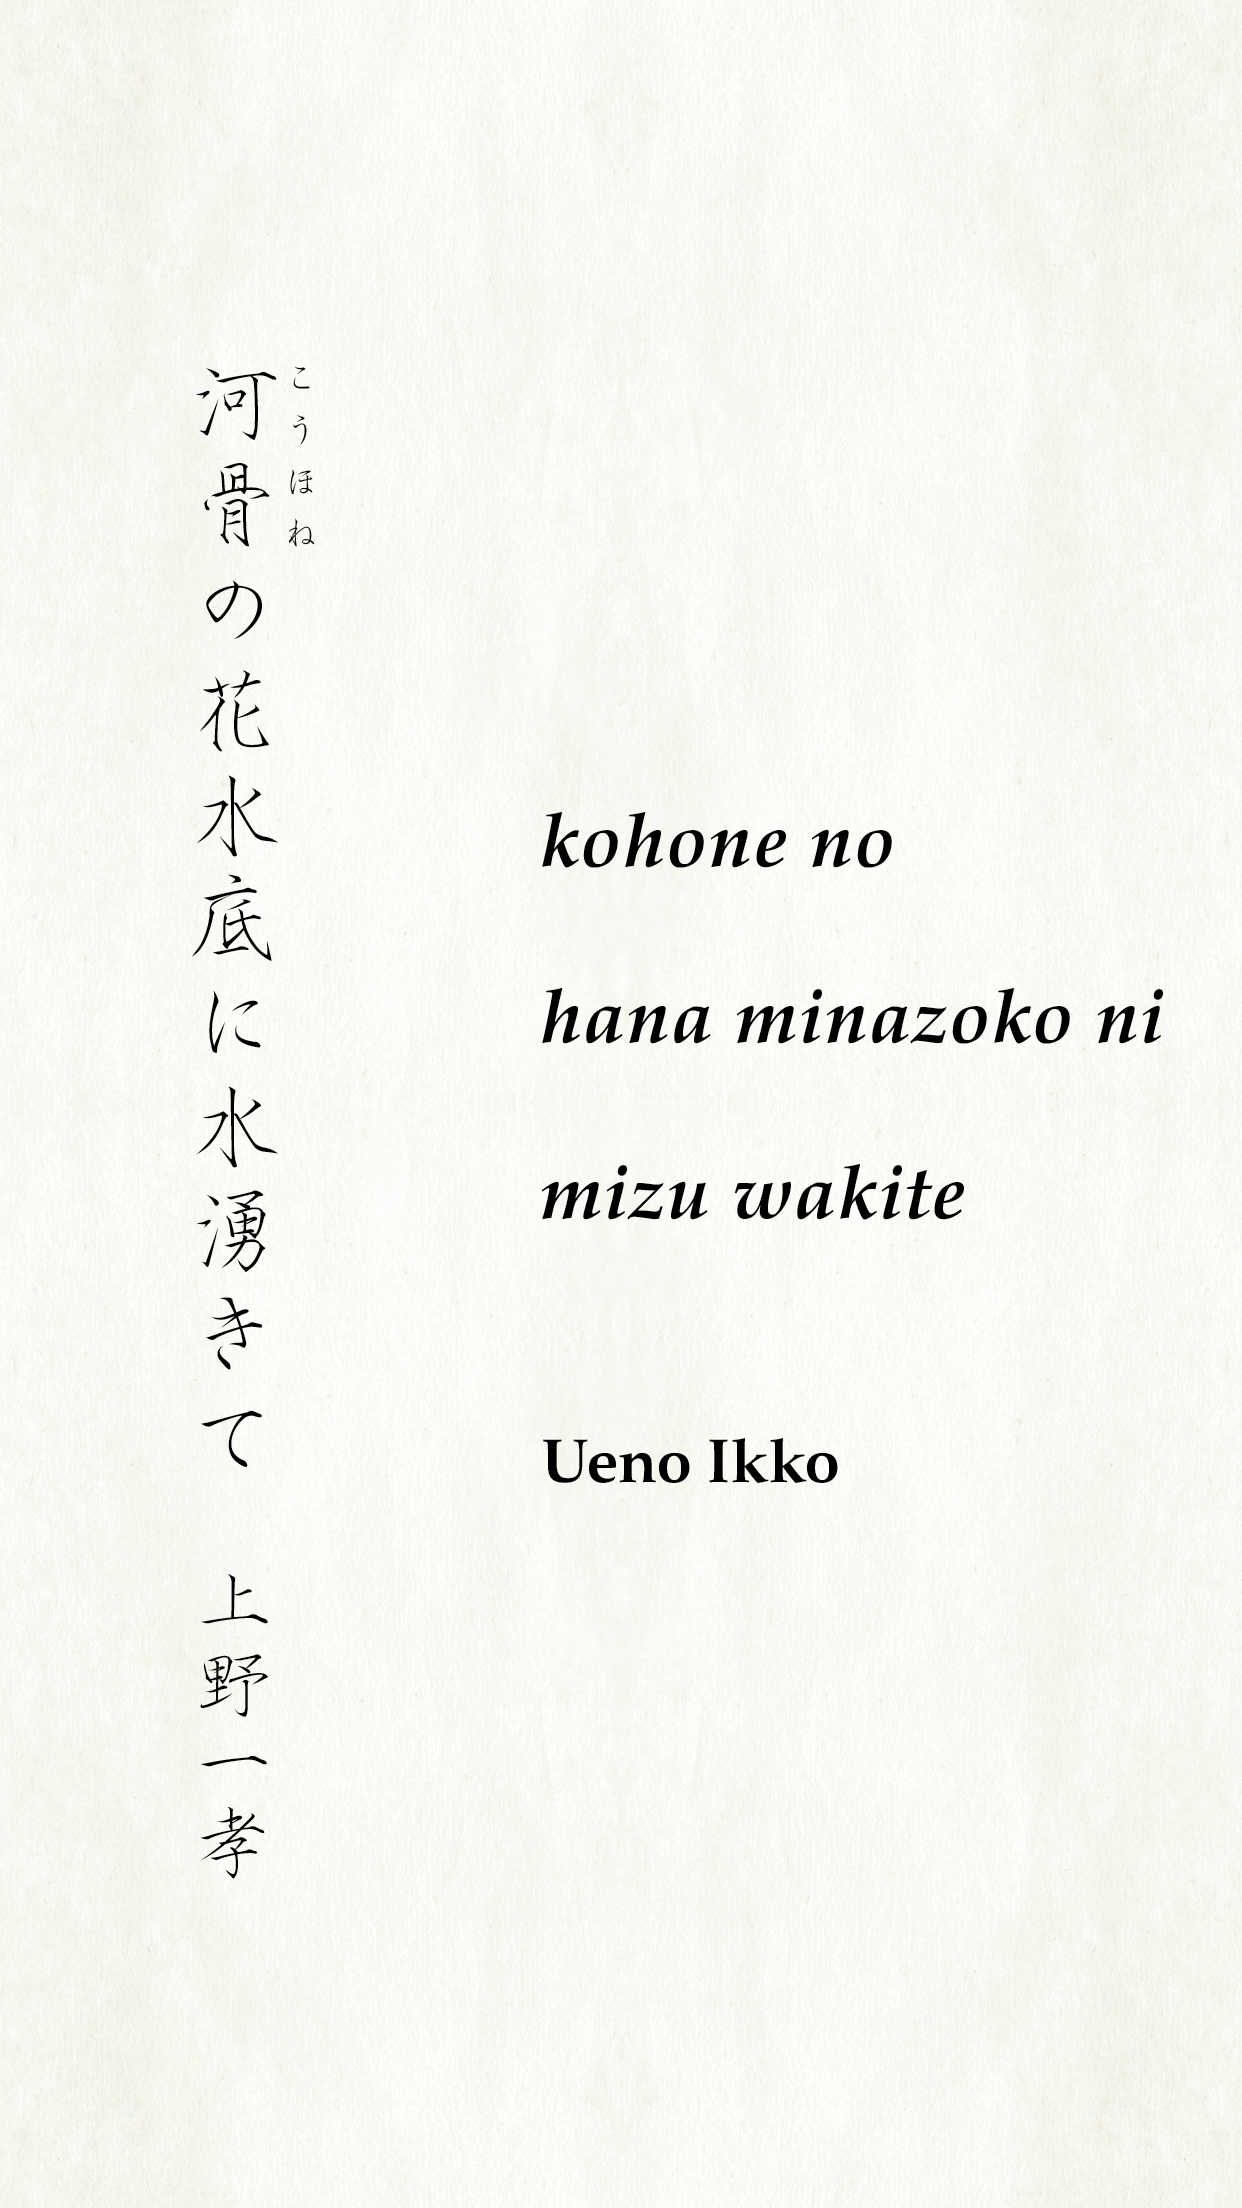 河骨の花水底に水湧きて 上野一孝
こうほね
kohone no
hana minazoko ni
mizu wakite
Ueno Ikko